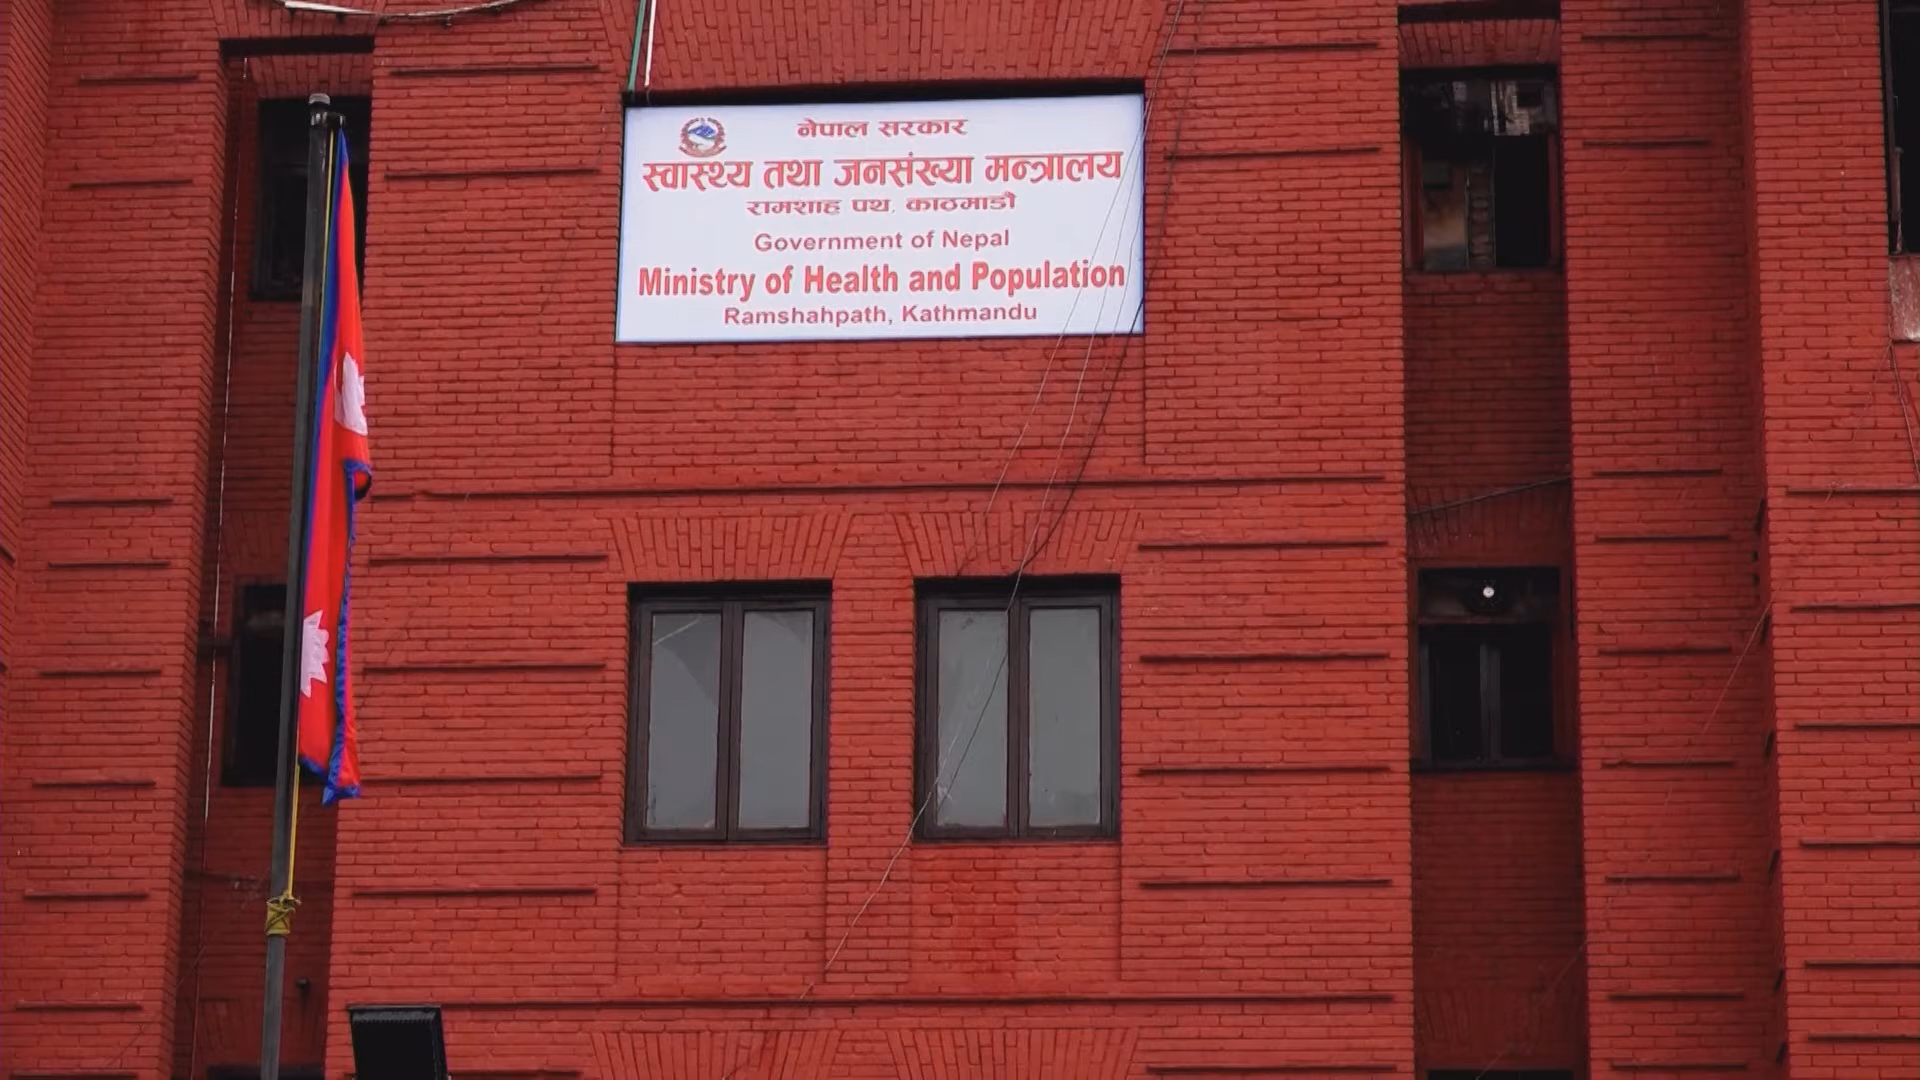 नेपाल सरकार
स्वास्थ्य तथा जनसंख्या मन्त्रालय
रामशाह पथ, काठमाडौं
Government of Nepal
Ministry of Health and Population
Ramshahpath, Kathmandu